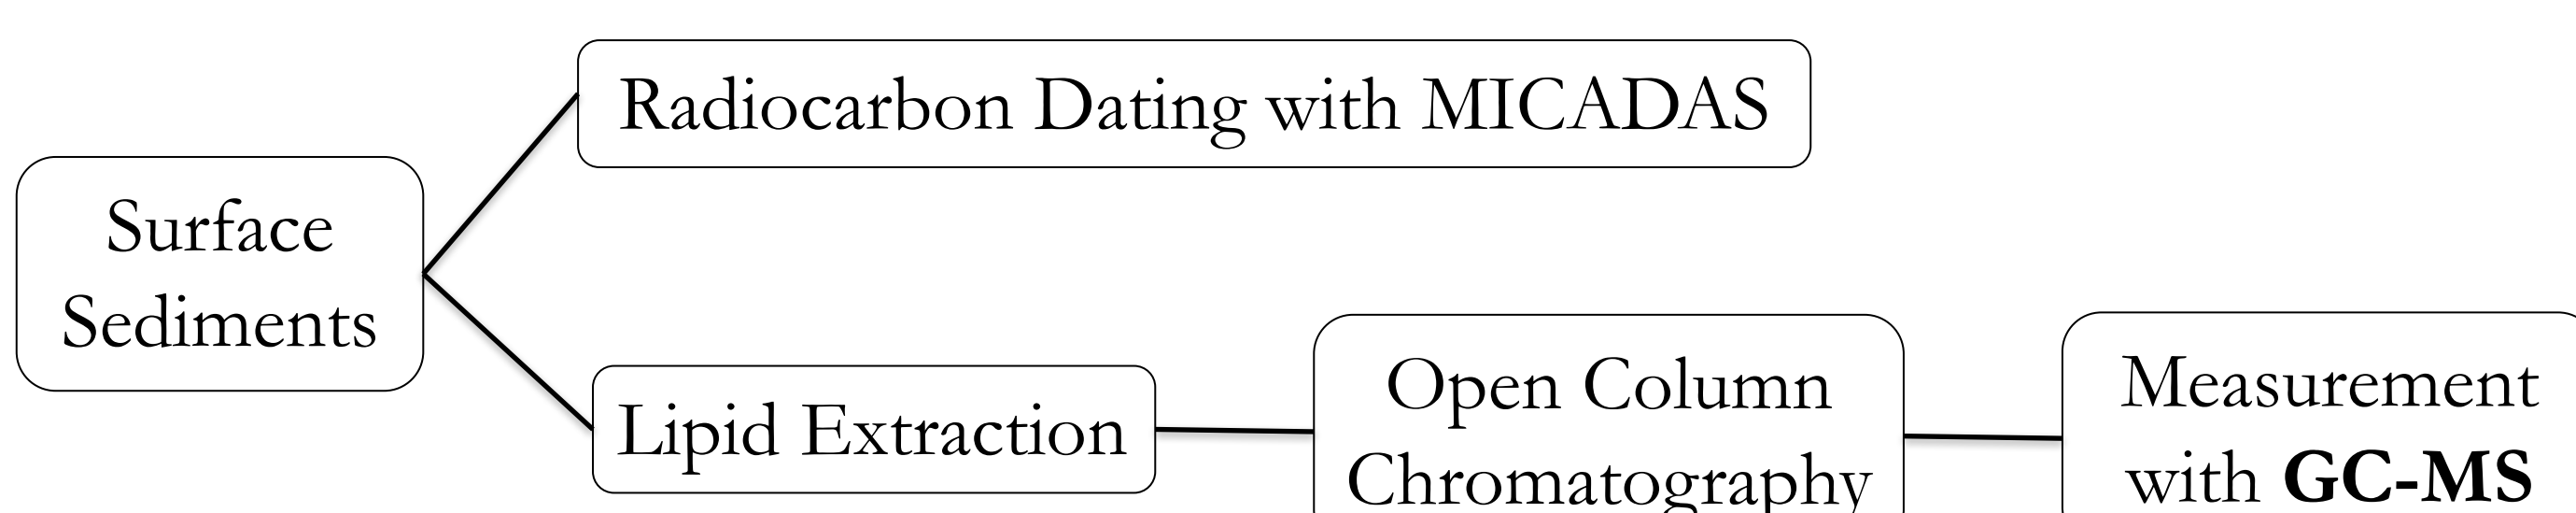 Radiocarbon Dating with MICADAS
Surface
Sediments
Lipid Extraction
Open Column
Chromatography
Measurement
with GC-MS